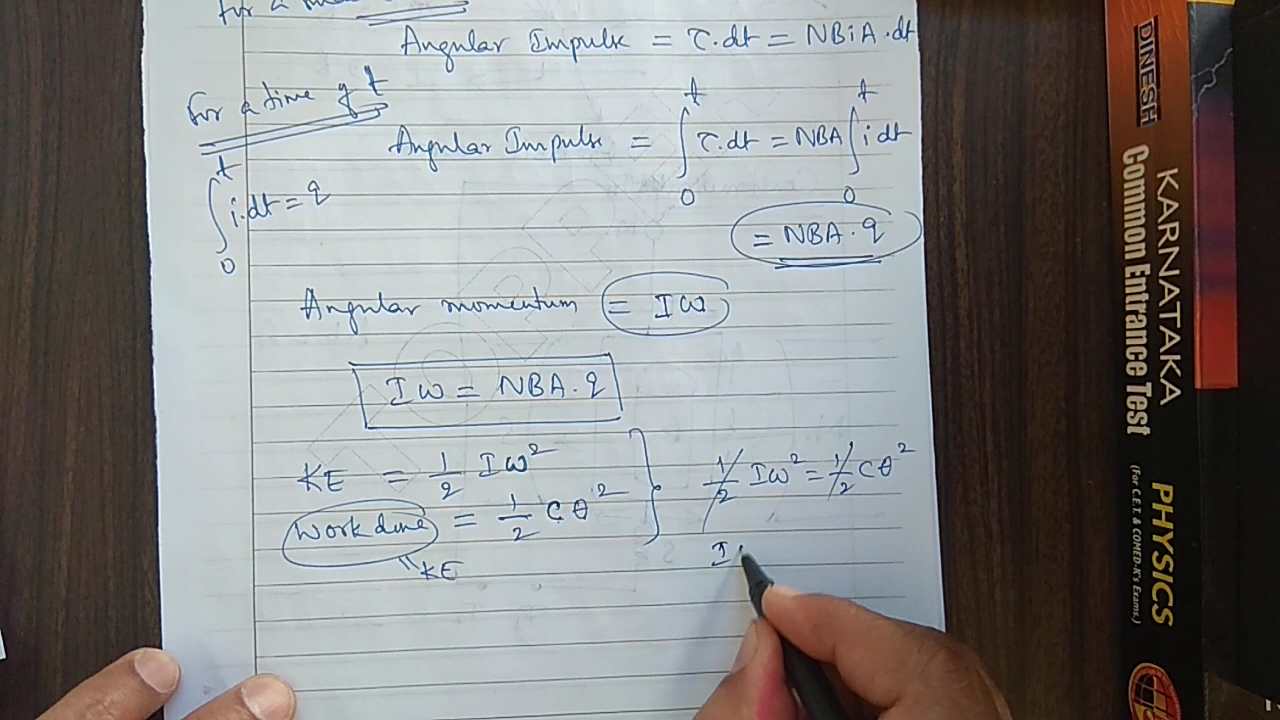 for a
Angular Impulse = τ.dt = NBiA.dt
for a time of t
Angular Impulse = ∫₀ᵗ τ.dt = NBA ∫₀ᵗ i dt
∫₀ᵗ i.dt = q
= NBA.q
Angular momentum = Iω
Iω = NBA.q
KE = 1/2 Iω²
1/2 Iω² = 1/2 Cθ²
Work done = 1/2 Cθ²
KE
I
DINESH
KARNATAKA
Common Entrance Test
PHYSICS
(For C.E.T. & COMED-K's Exams.)